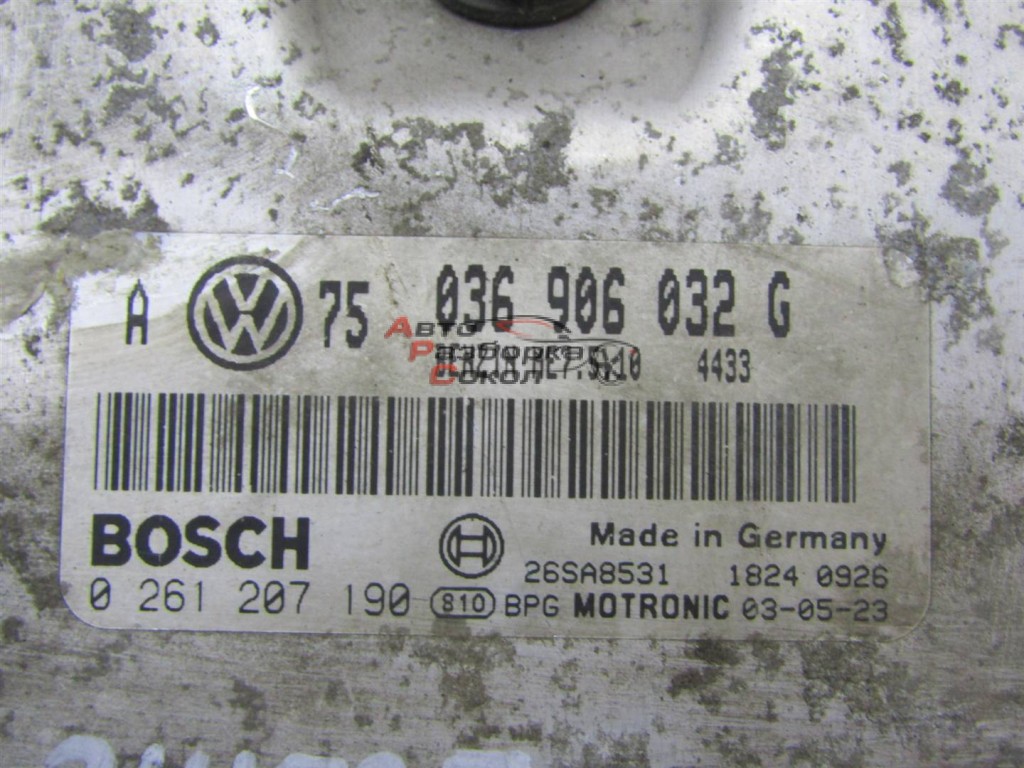 A VW 75 036 906 032 G
4433
Авто
Разборка
Сокол
BOSCH
Made in Germany
26SA8531 1824 0926
0 261 207 190 810 BPG MOTRONIC 03-05-23